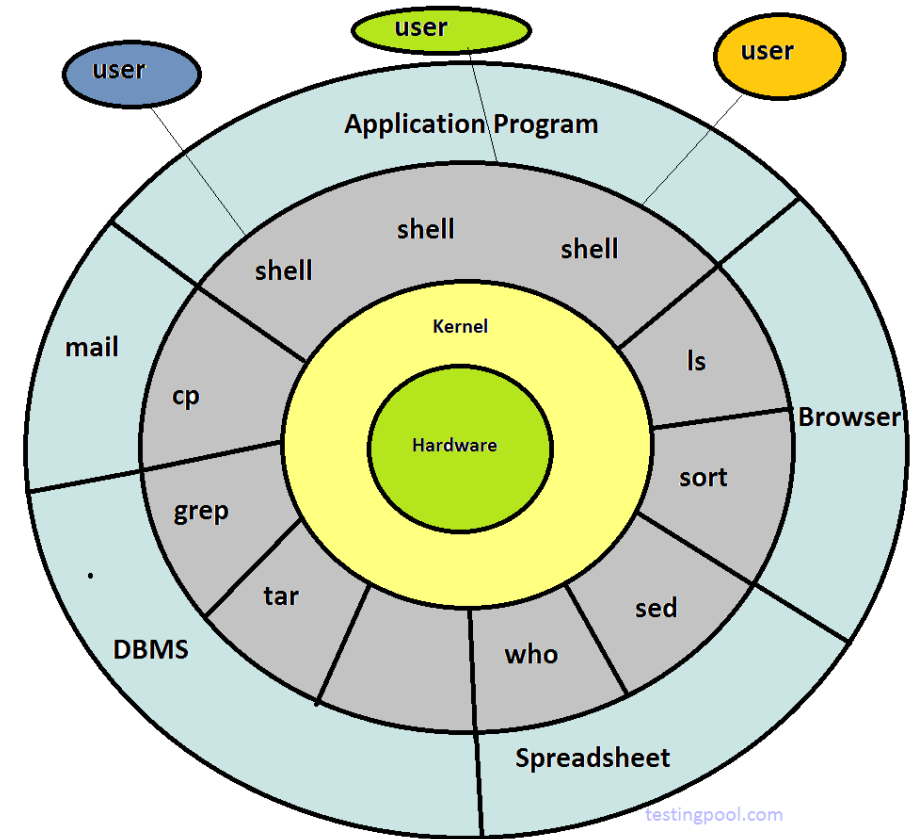 user
user
user
Application Program
shell
shell
shell
Kernel
mail
ls
cp
Browser
Hardware
sort
grep
tar
sed
DBMS
who
Spreadsheet
testingpool.com